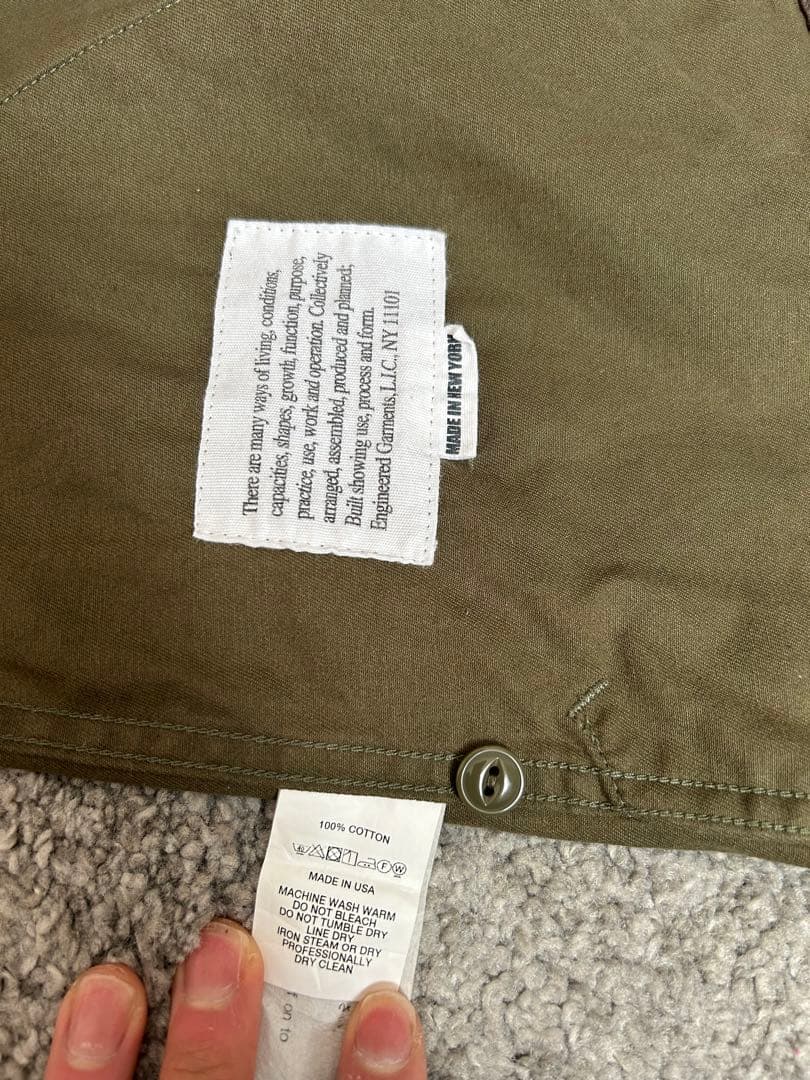 There are many ways of living, conditions,
capacities, shapes, growth, function, purpose,
practice, use, work and operation. Collectively
arranged, assembled, produced and planned;
Built showing use, process and form.
Engineered Garments, L.I.C., NY 11101
MADE IN NEW YORK
100% COTTON
F W
MADE IN USA
MACHINE WASH WARM
DO NOT BLEACH
DO NOT TUMBLE DRY
LINE DRY
IRON STEAM OR DRY
PROFESSIONALLY
DRY CLEAN
on to